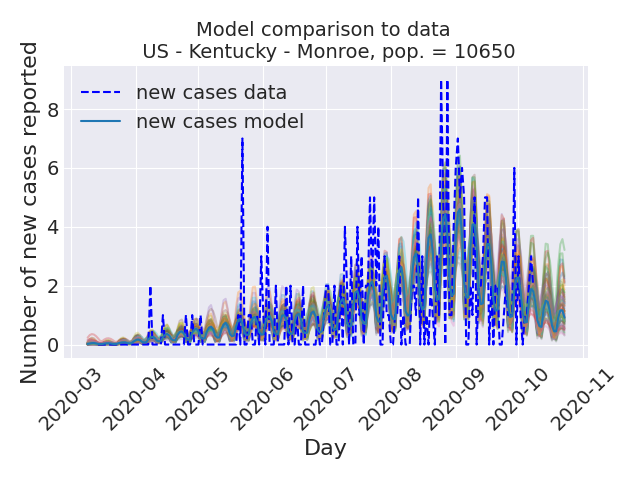 Model comparison to data
US - Kentucky - Monroe, pop. = 10650
Number of new cases reported
new cases data
new cases model
8
6
4
2
0
2020-03
2020-04
2020-05
2020-06
2020-07
2020-08
2020-09
2020-10
2020-11
Day